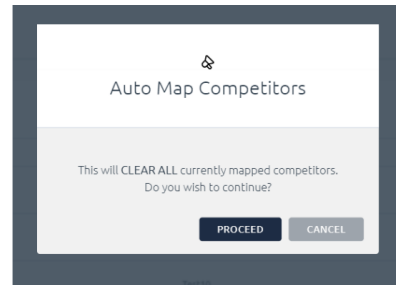 Auto Map Competitors
This will CLEAR ALL currently mapped competitors.
Do you wish to continue?
PROCEED CANCEL